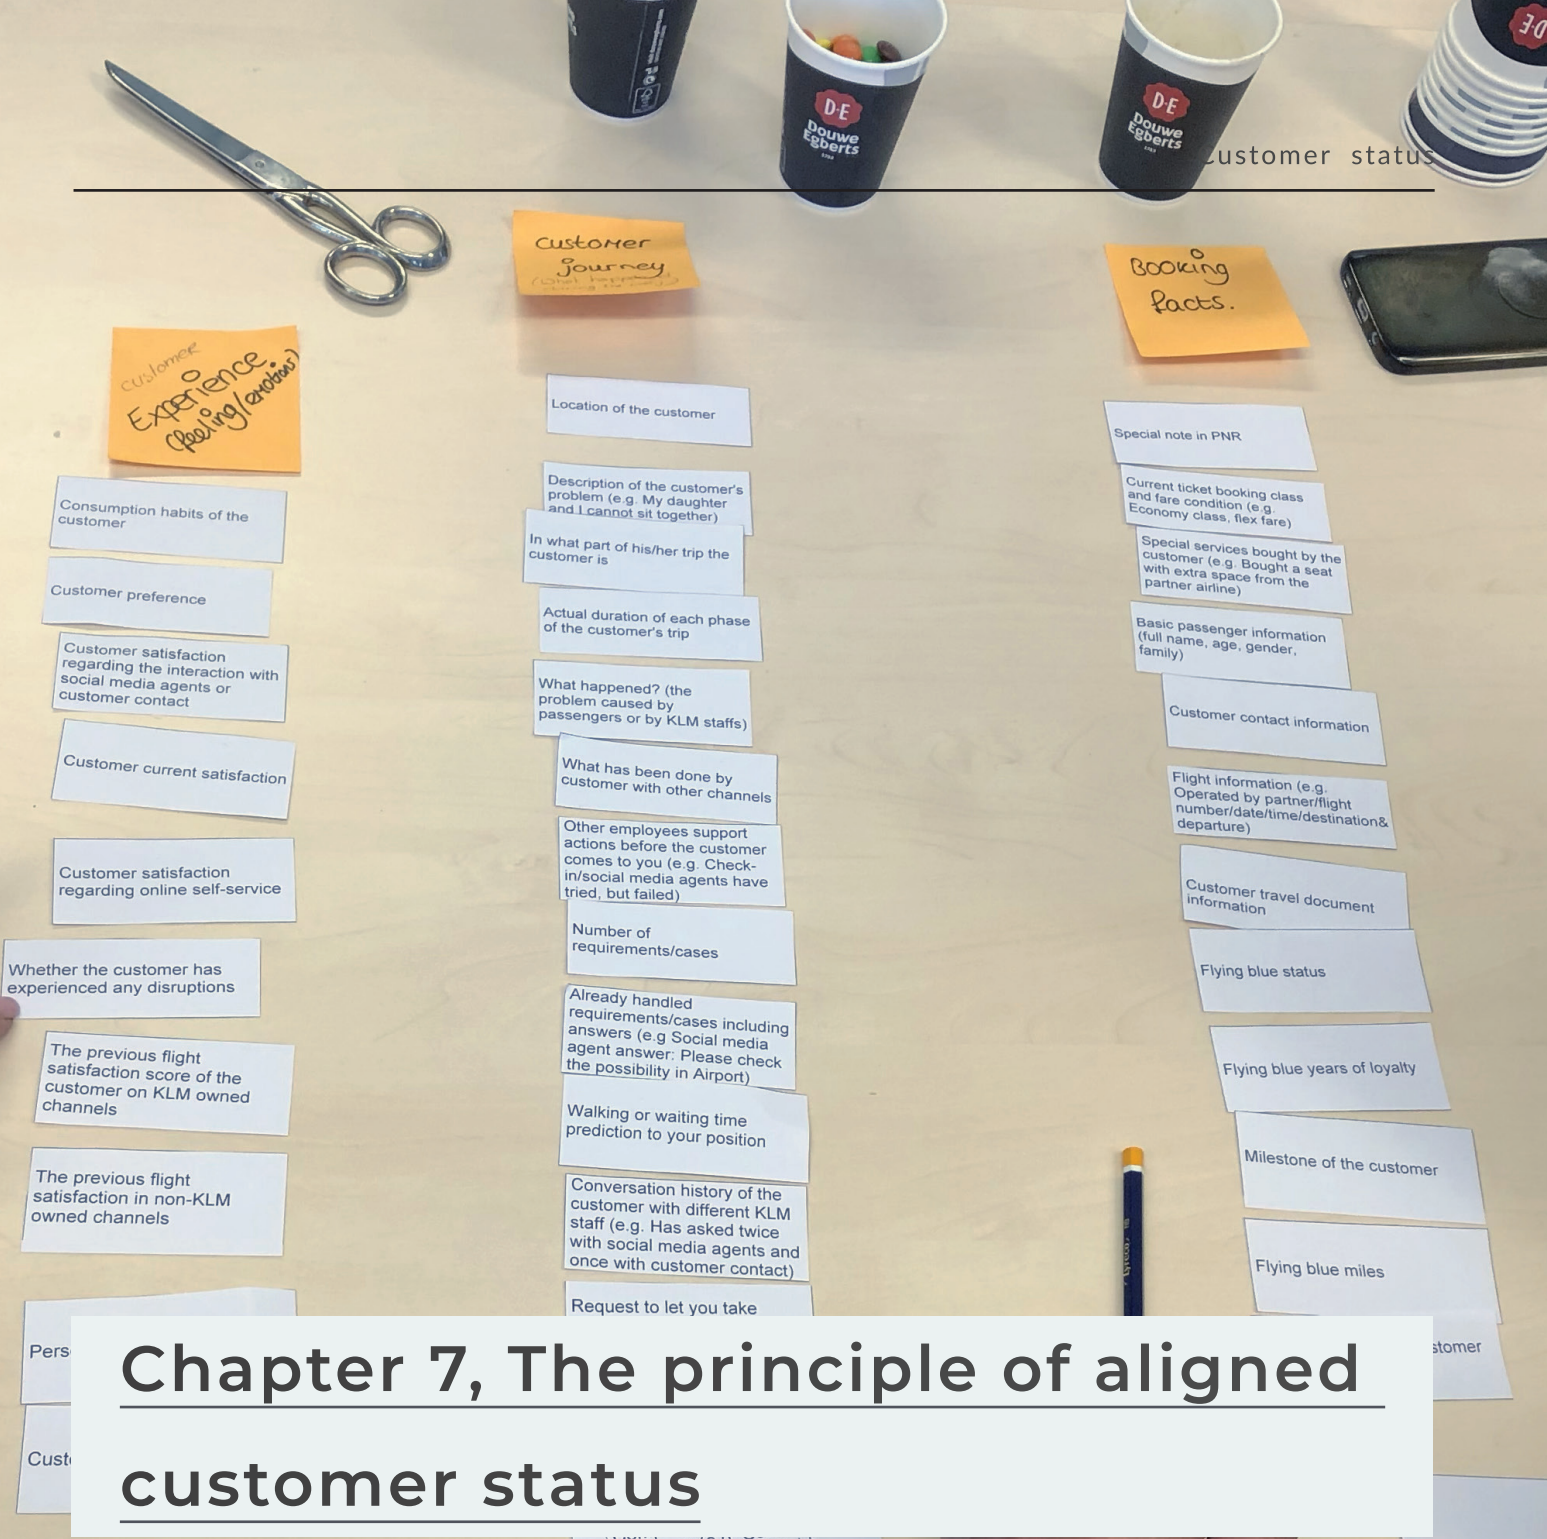 D·E
Douwe
Egberts
D·E
Douwe
Egberts
D·E
Customer status
customer
journey
Booking
facts.
customer
Experience
(feeling/emotions)
Consumption habits of the
customer
Customer preference
Customer satisfaction
regarding the interaction with
social media agents or
customer contact
Customer current satisfaction
Customer satisfaction
regarding online self-service
Whether the customer has
experienced any disruptions
The previous flight
satisfaction score of the
customer on KLM owned
channels
The previous flight
satisfaction in non-KLM
owned channels
Location of the customer
Description of the customer's
problem (e.g. My daughter
and I cannot sit together)
In what part of his/her trip the
customer is
Actual duration of each phase
of the customer's trip
What happened? (the
problem caused by
passengers or by KLM staffs)
What has been done by
customer with other channels
Other employees support
actions before the customer
comes to you (e.g. Check-
in/social media agents have
tried, but failed)
Number of
requirements/cases
Already handled
requirements/cases including
answers (e.g Social media
agent answer: Please check
the possibility in Airport)
Walking or waiting time
prediction to your position
Conversation history of the
customer with different KLM
staff (e.g. Has asked twice
with social media agents and
once with customer contact)
Request to let you take
Special note in PNR
Current ticket booking class
and fare condition (e.g.
Economy class, flex fare)
Special services bought by the
customer (e.g. Bought a seat
with extra space from the
partner airline)
Basic passenger information
(full name, age, gender,
family)
Customer contact information
Flight information (e.g.
Operated by partner/flight
number/date/time/destination&
departure)
Customer travel document
information
Flying blue status
Flying blue years of loyalty
Milestone of the customer
Flying blue miles
Chapter 7, The principle of aligned
customer status